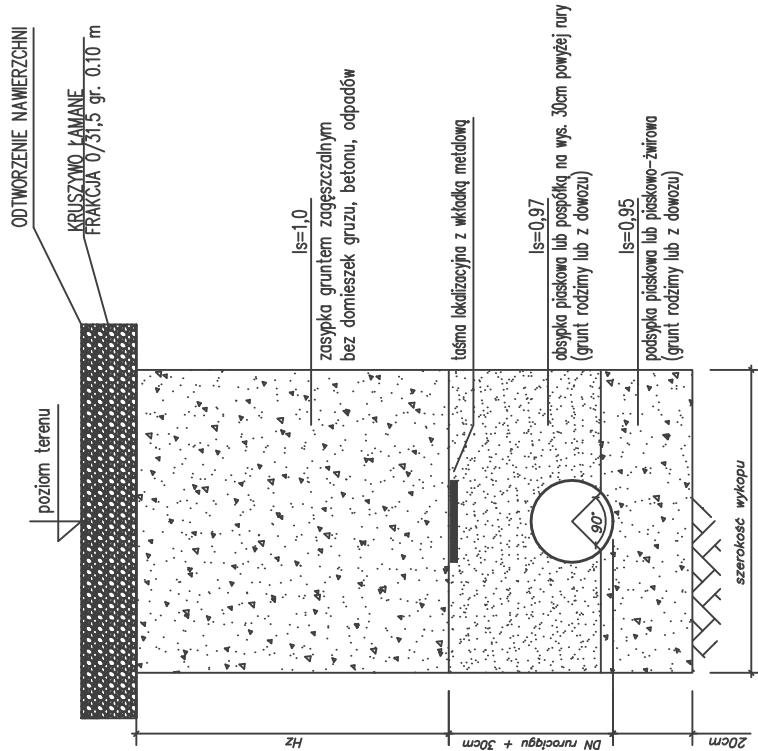 ODTWORZENIE NAWIERZCHNI
KRUSZYWO ŁAMANE
FRAKCJA 0/31,5 gr. 0.10 m
poziom terenu
Is=1,0
zasypka gruntem zagęszczalnym
bez domieszek gruzu, betonu, odpadów
taśma lokalizacyjna z wkładką metalową
Is=0,97
obsypka piaskowa lub pospółką na wys. 30cm powyżej rury
(grunt rodzimy lub z dowozu)
Is=0,95
podsypka piaskowa lub piaskowo-żwirowa
(grunt rodzimy lub z dowozu)
90°
Hz
DN rurociągu + 30cm
20cm
szerokość wykopu